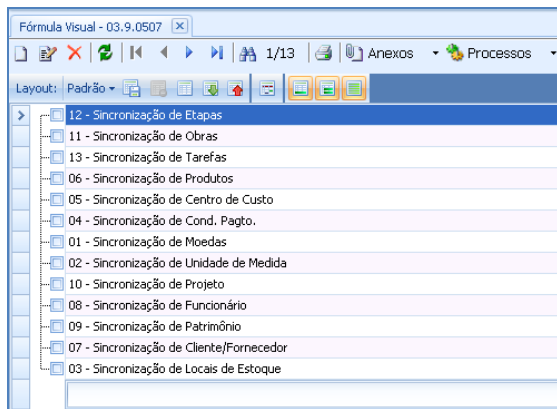 Fórmula Visual - 03.9.0507
1/13 Anexos Processos
Layout: Padrão
12 - Sincronização de Etapas
11 - Sincronização de Obras
13 - Sincronização de Tarefas
06 - Sincronização de Produtos
05 - Sincronização de Centro de Custo
04 - Sincronização de Cond. Pagto.
01 - Sincronização de Moedas
02 - Sincronização de Unidade de Medida
10 - Sincronização de Projeto
08 - Sincronização de Funcionário
09 - Sincronização de Patrimônio
07 - Sincronização de Cliente/Fornecedor
03 - Sincronização de Locais de Estoque